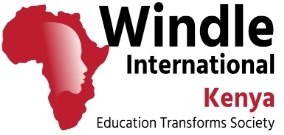 Windle
International
Kenya
Education Transforms Society